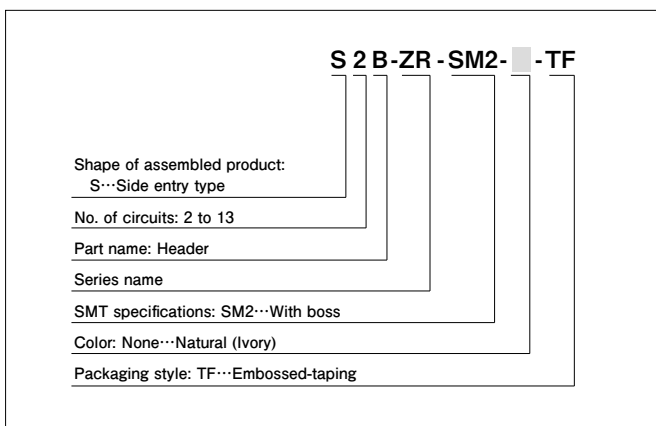 S 2 B-ZR-SM2- -TF
Shape of assembled product:
S…Side entry type
No. of circuits: 2 to 13
Part name: Header
Series name
SMT specifications: SM2…With boss
Color: None…Natural (Ivory)
Packaging style: TF…Embossed-taping